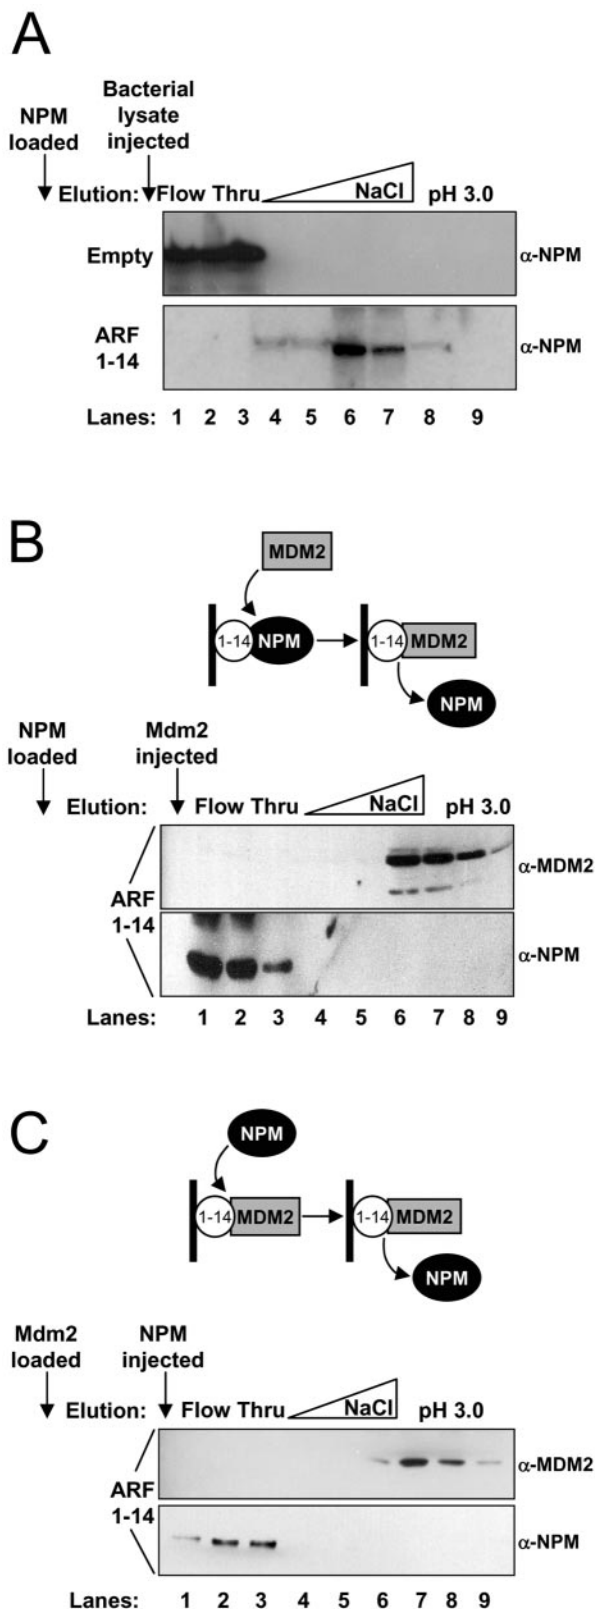 A
NPM
loaded
Bacterial
lysate
injected
Elution: Flow Thru NaCl pH 3.0
Empty α-NPM
ARF
1-14
α-NPM
Lanes: 1 2 3 4 5 6 7 8 9
B
MDM2
1-14 NPM 1-14 MDM2
NPM
NPM
loaded
Mdm2
injected
Elution: Flow Thru NaCl pH 3.0
α-MDM2
ARF
1-14
α-NPM
Lanes: 1 2 3 4 5 6 7 8 9
C
NPM
1-14 MDM2 1-14 MDM2
NPM
Mdm2
loaded
NPM
injected
Elution: Flow Thru NaCl pH 3.0
α-MDM2
ARF
1-14
α-NPM
Lanes: 1 2 3 4 5 6 7 8 9